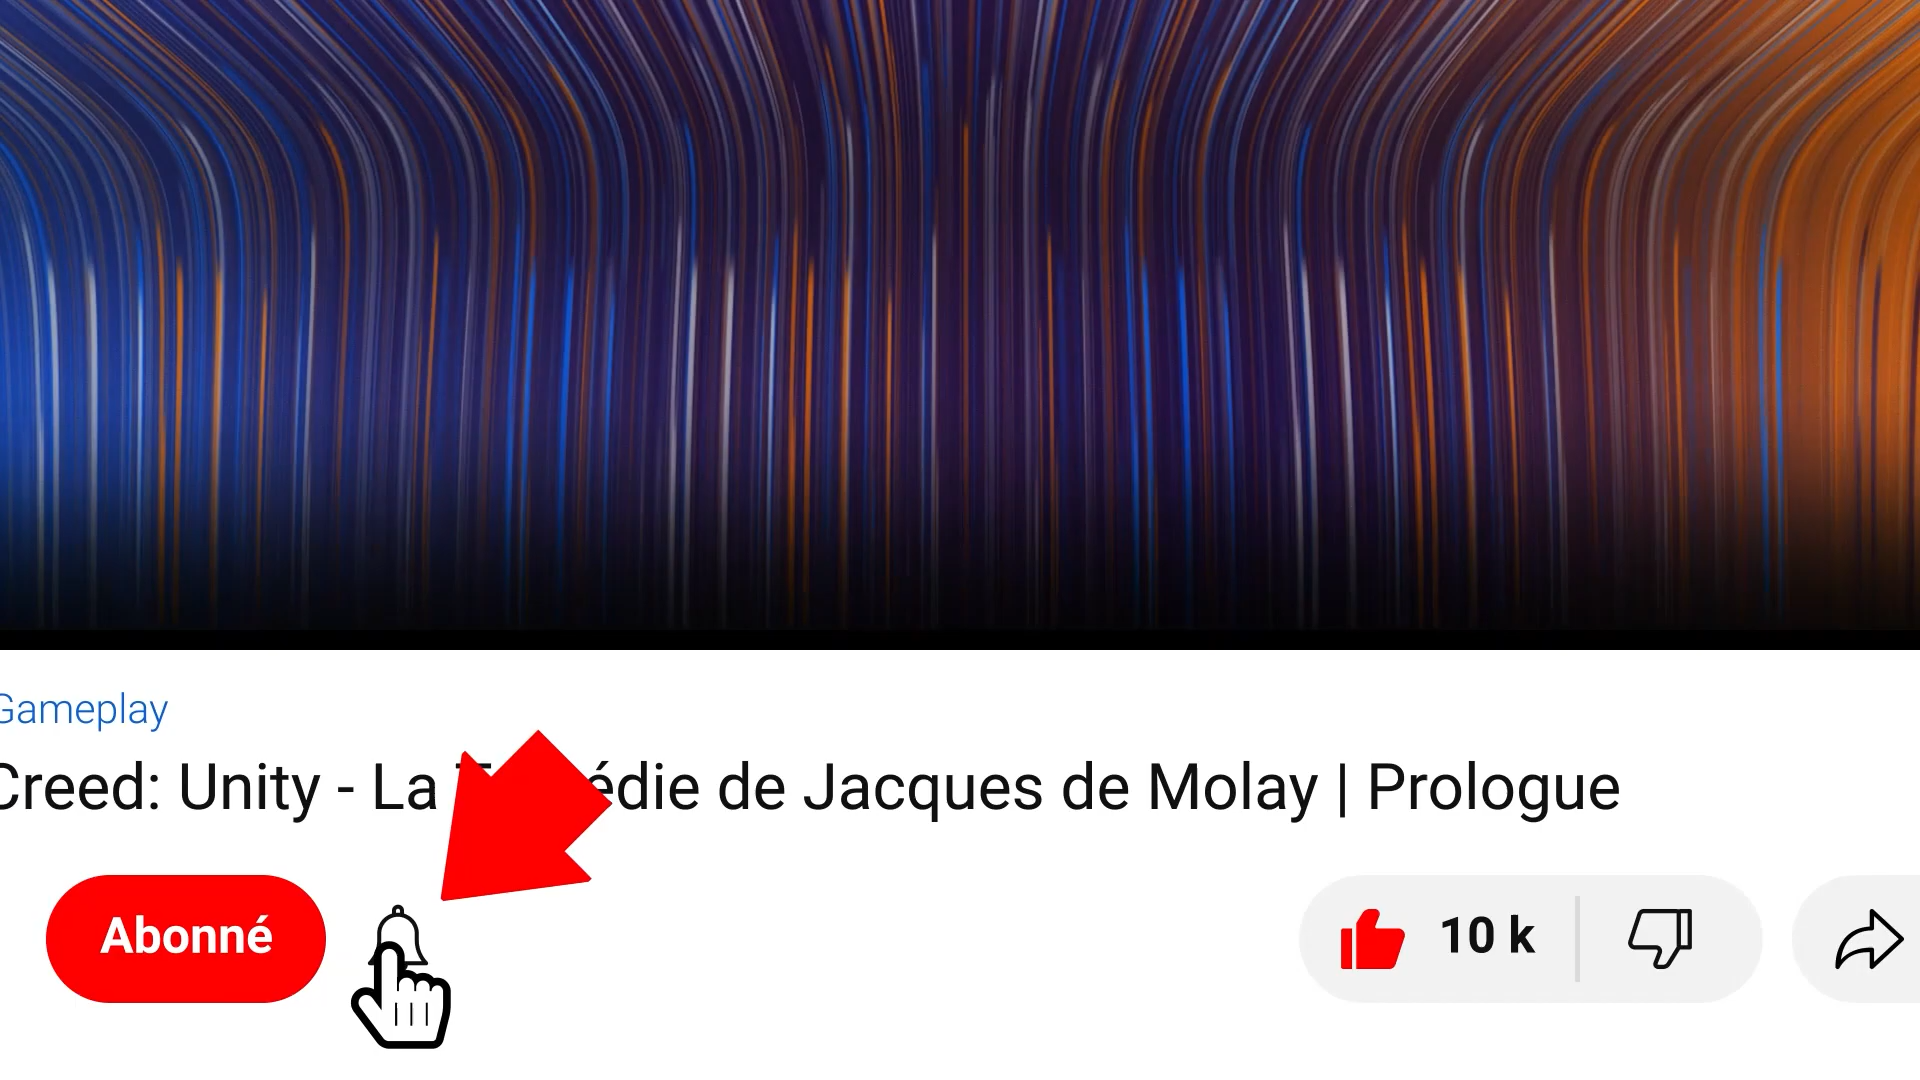 Gameplay
Creed: Unity - La édie de Jacques de Molay | Prologue
Abonné
10 k